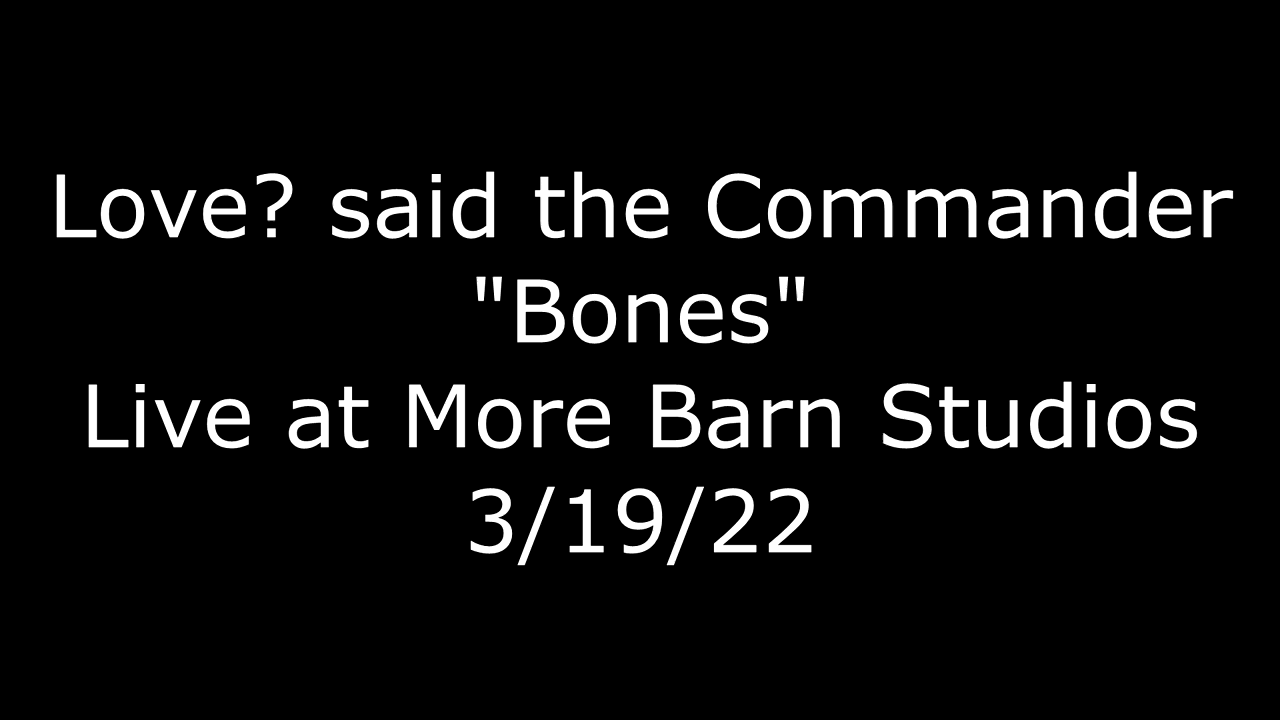 Love? said the Commander
"Bones"
Live at More Barn Studios
3/19/22